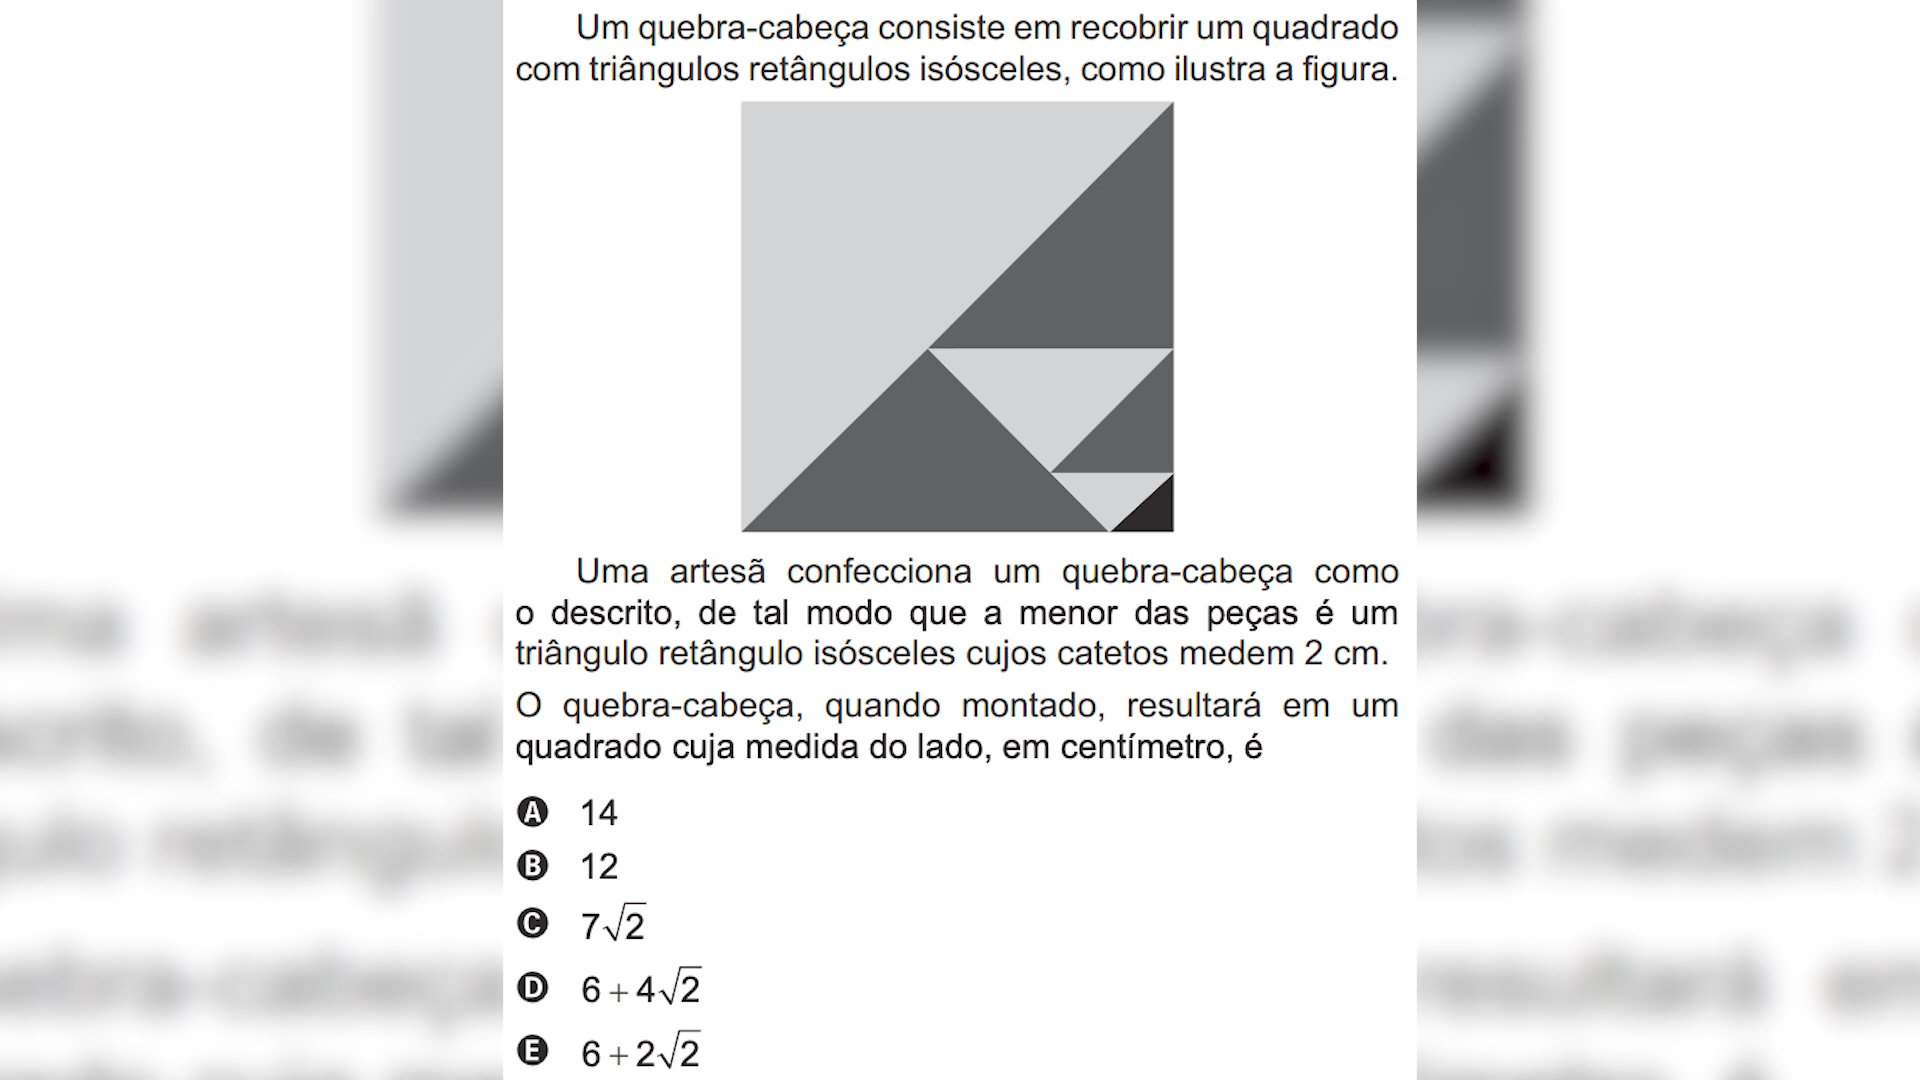 Um quebra-cabeça consiste em recobrir um quadrado
com triângulos retângulos isósceles, como ilustra a figura.
Uma artesã confecciona um quebra-cabeça como
o descrito, de tal modo que a menor das peças é um
triângulo retângulo isósceles cujos catetos medem 2 cm.
O quebra-cabeça, quando montado, resultará em um
quadrado cuja medida do lado, em centímetro, é
A 14
B 12
C 7√2
D 6 + 4√2
E 6 + 2√2